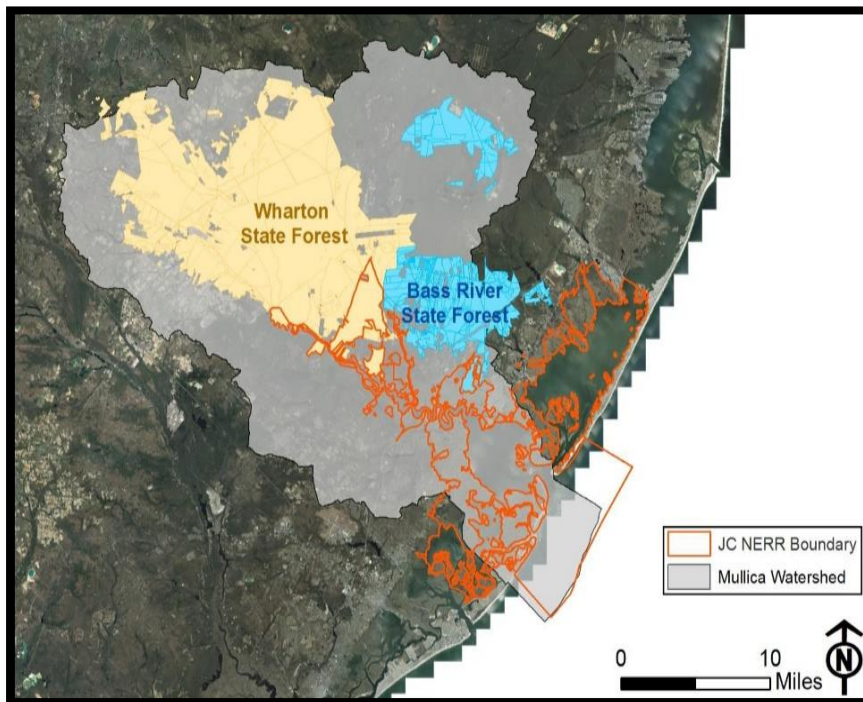 Wharton
State Forest
Bass River
State Forest
JC NERR Boundary
Mullica Watershed
0 10
Miles
N